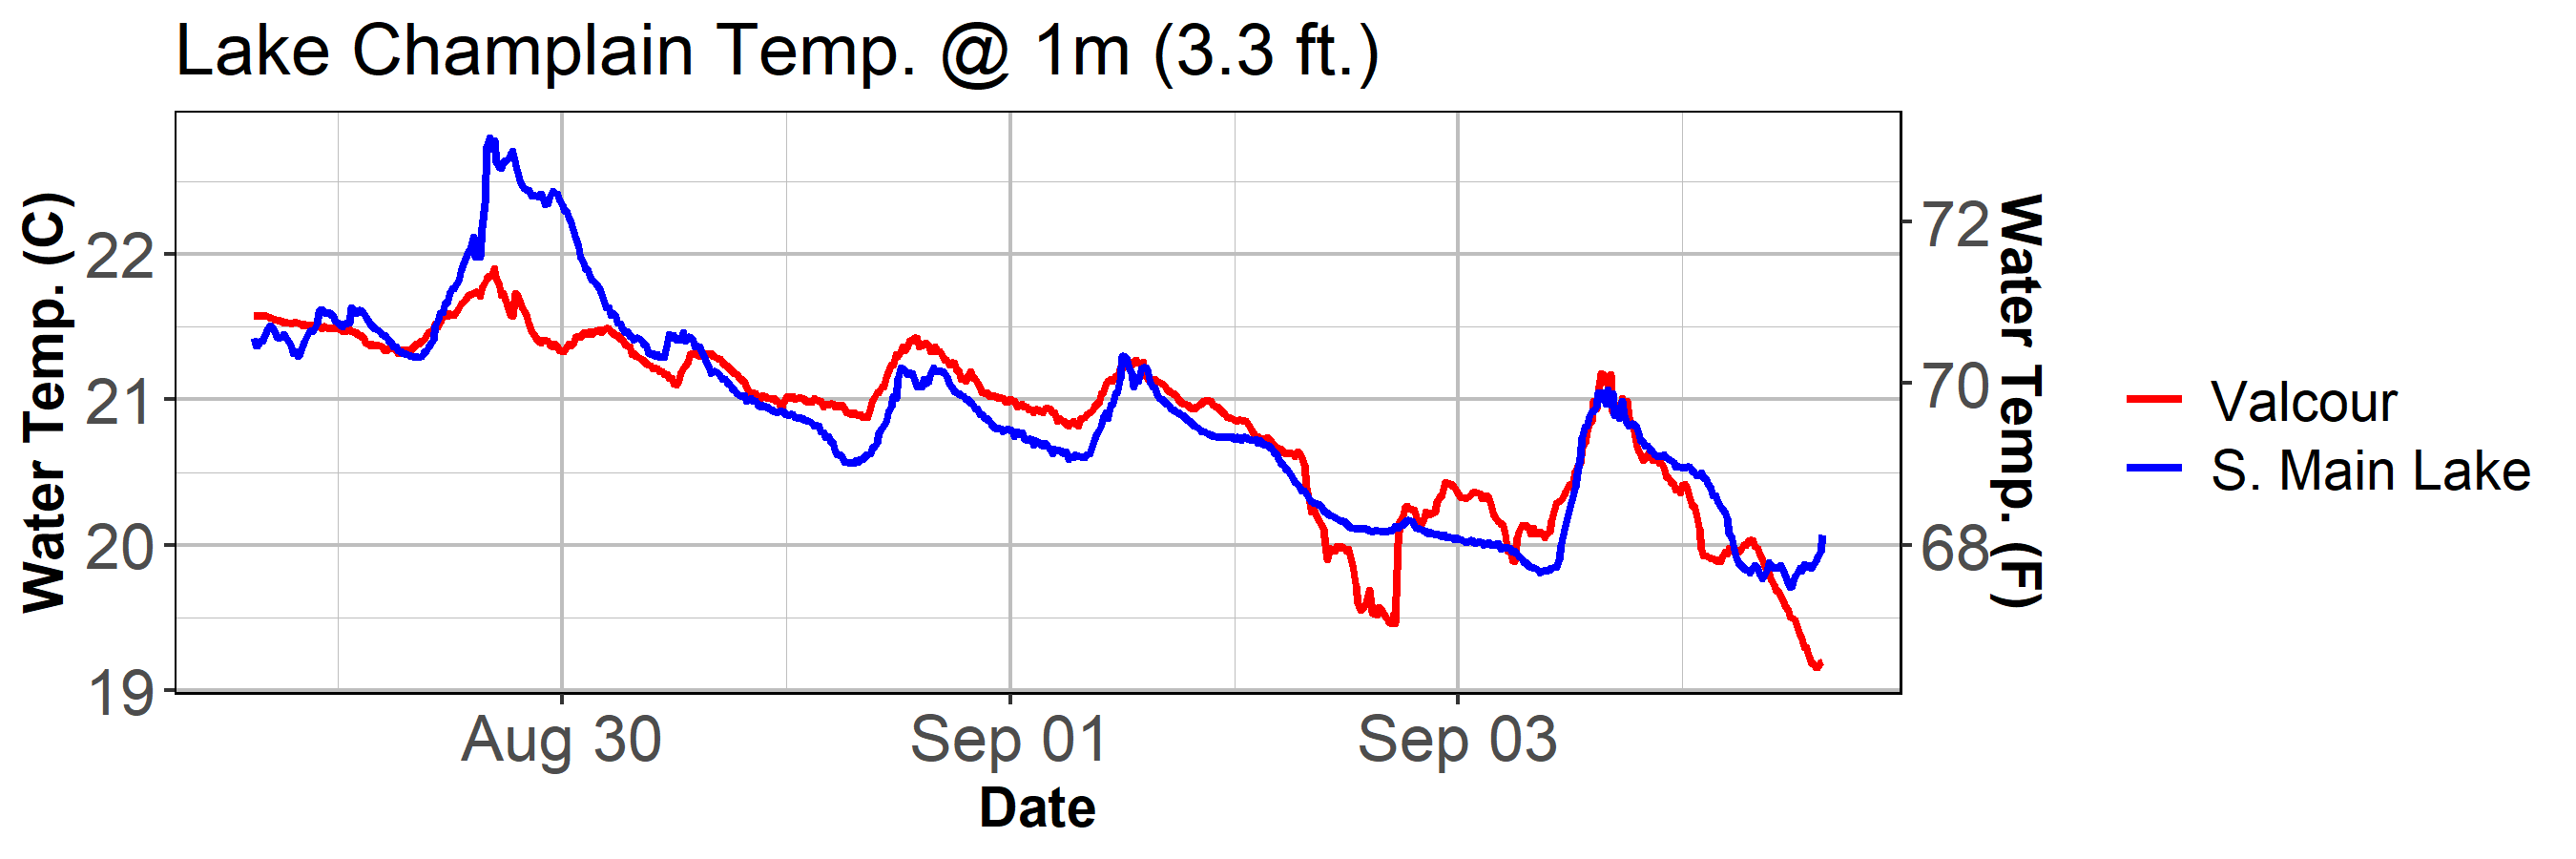 Lake Champlain Temp. @ 1m (3.3 ft.)
Water Temp. (C)
22
21
20
19
72
70
68
Water Temp. (F)
Aug 30
Sep 01
Sep 03
Date
Valcour
S. Main Lake